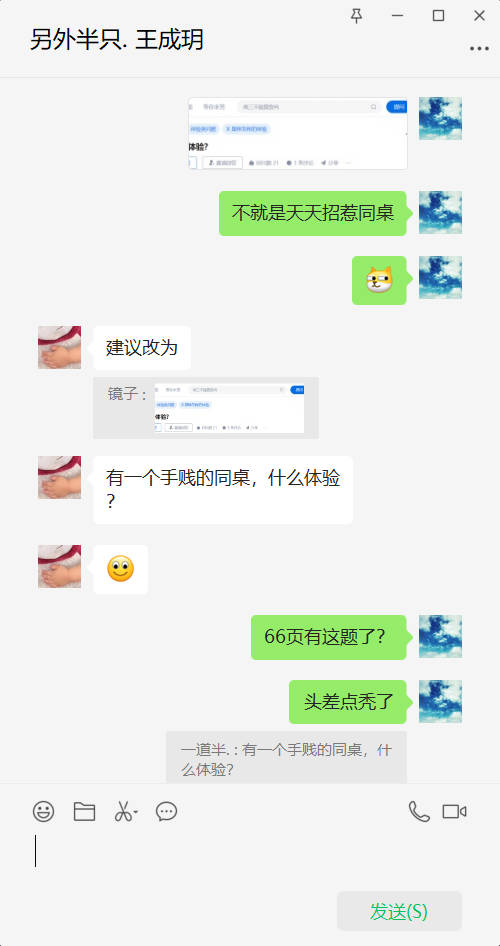 另外半只. 王成玥
体验?
不就是天天招惹同桌
建议改为
镜子：
体验?
有一个手贱的同桌，什么体验
?
66页有这题了?
头差点秃了
一道半.：有一个手贱的同桌，什
么体验?
发送(S)